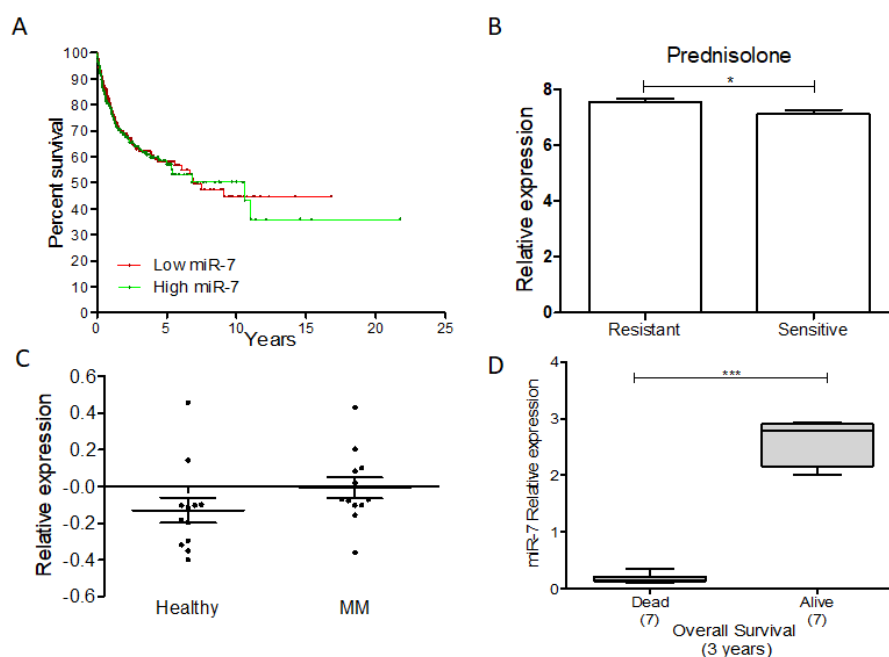 A
100
90
80
70
60
50
40
30
20
10
0
Percent survival
Low miR-7
High miR-7
0 5 10 15 20 25
Years
B
Prednisolone
*
8
6
4
2
0
Relative expression
Resistant Sensitive
C
0.6
0.4
0.2
-0.0
-0.2
-0.4
-0.6
Relative expression
Healthy MM
D
***
4
3
2
1
0
miR-7 Relative expression
Dead Alive
(7) (7)
Overall Survival
(3 years)